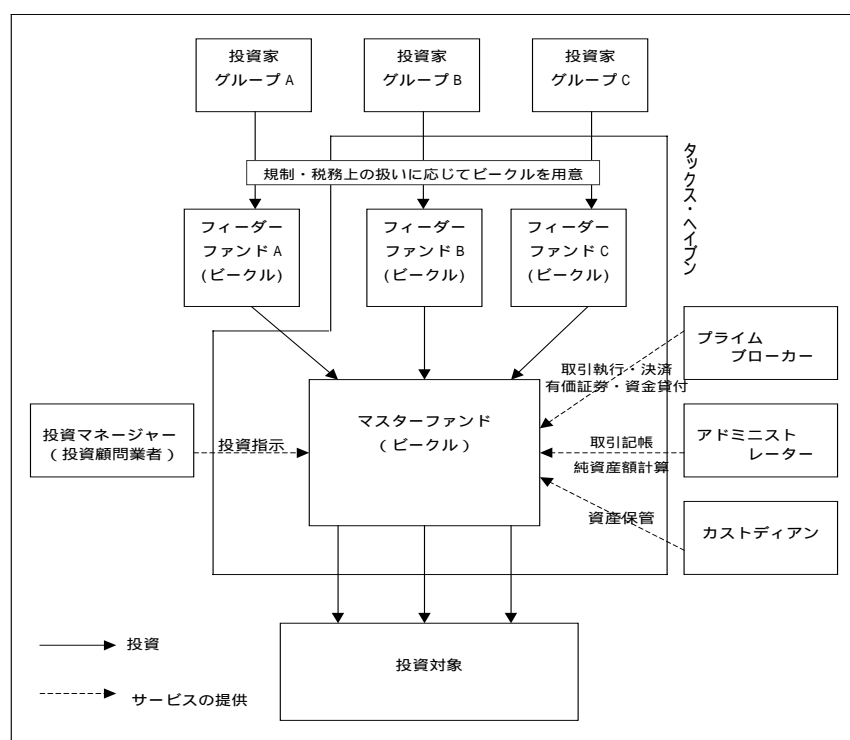 投資家
グループA
投資家
グループB
投資家
グループC
タックス・ヘイブン
規制・税務上の扱いに応じてビークルを用意
フィーダー
ファンドA
(ビークル)
フィーダー
ファンドB
(ビークル)
フィーダー
ファンドC
(ビークル)
プライム
ブローカー
取引執行・決済
有価証券・資金貸付
マスターファンド
(ビークル)
投資マネージャー
(投資顧問業者)
投資指示
取引記帳
純資産額計算
アドミニスト
レーター
資産保管
カストディアン
投資対象
投資
サービスの提供